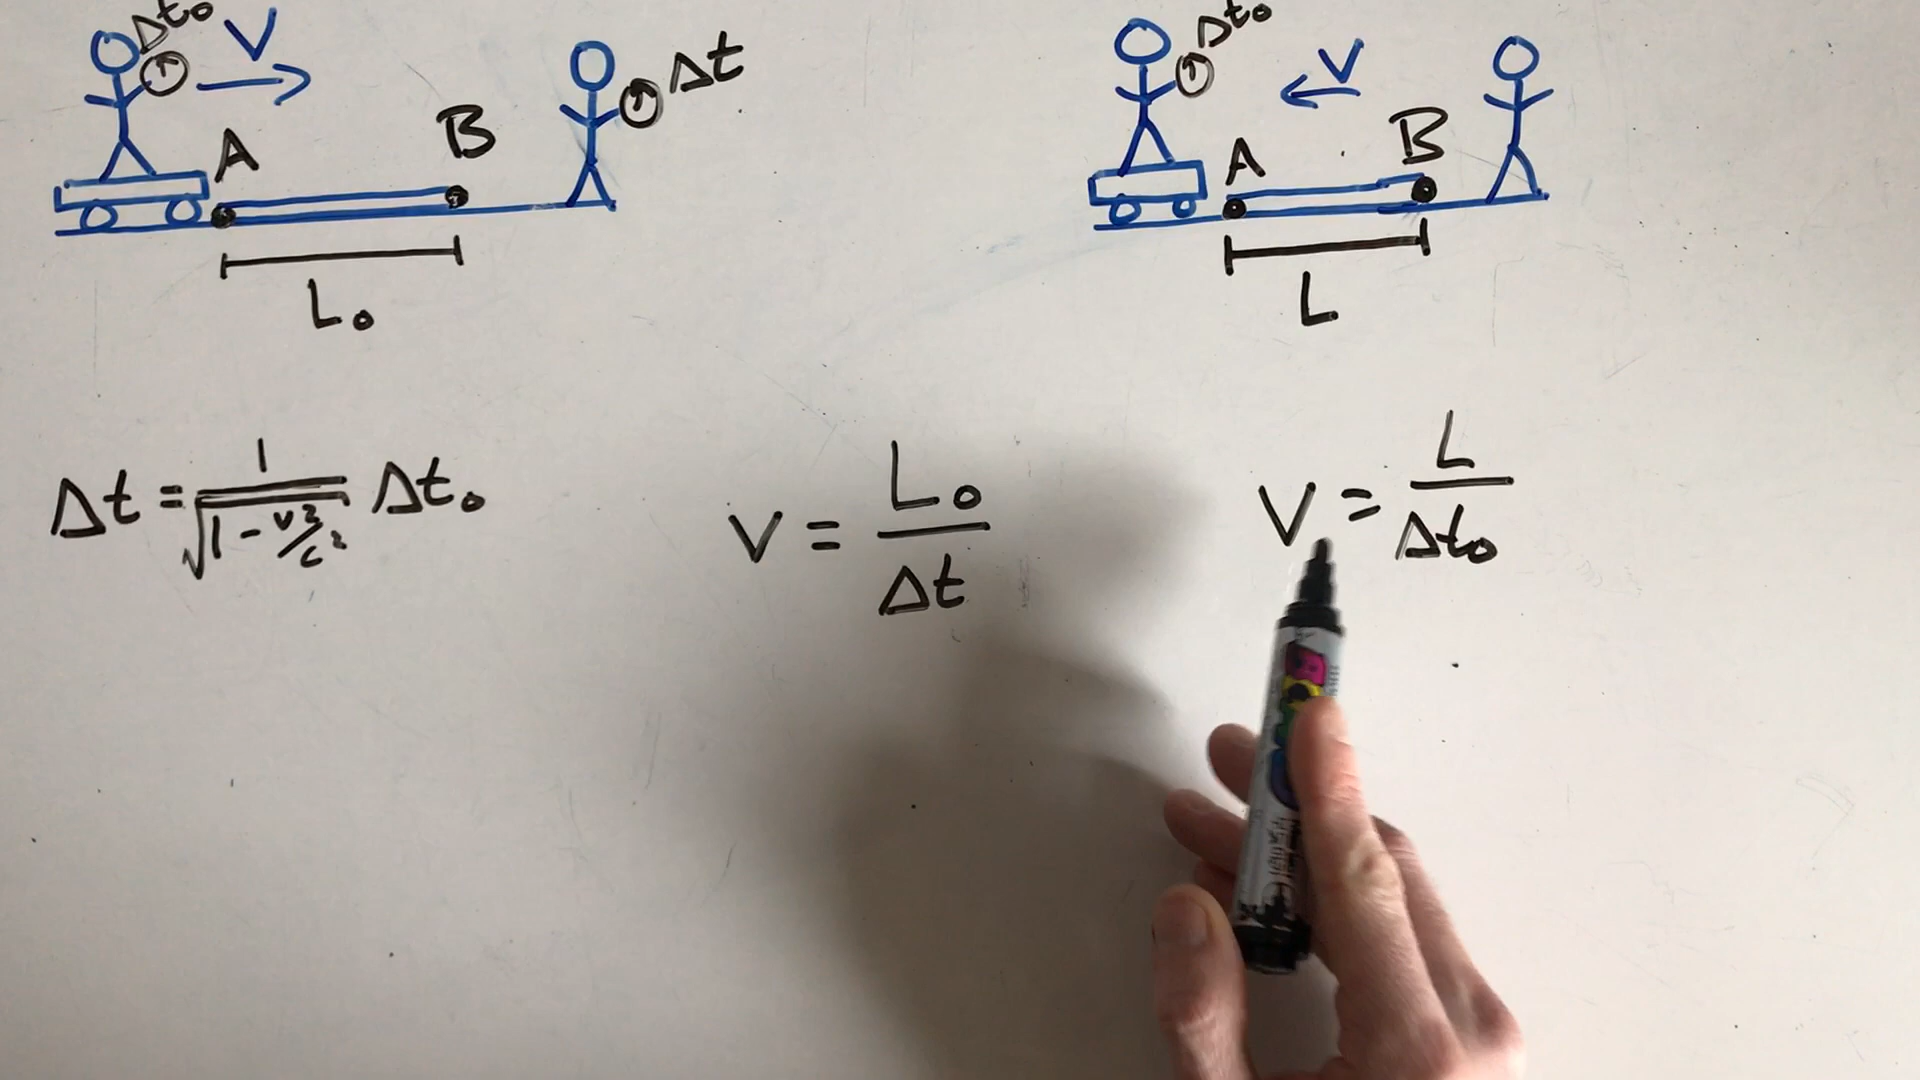 Δt₀ V Δt
A B
L₀
Δt₀ V
A B
L
Δt = 1/√(1 - v²/c²) Δt₀
V = L₀/Δt
V = L/Δt₀